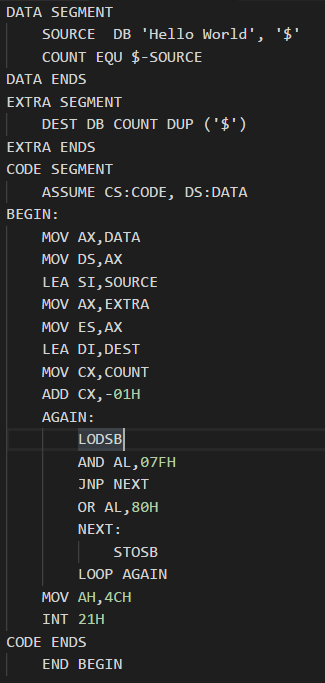 DATA SEGMENT
SOURCE  DB 'Hello World', '$'
COUNT EQU $-SOURCE
DATA ENDS
EXTRA SEGMENT
DEST DB COUNT DUP ('$')
EXTRA ENDS
CODE SEGMENT
ASSUME CS:CODE, DS:DATA
BEGIN:
MOV AX,DATA
MOV DS,AX
LEA SI,SOURCE
MOV AX,EXTRA
MOV ES,AX
LEA DI,DEST
MOV CX,COUNT
ADD CX,-01H
AGAIN:
LODSB
AND AL,07FH
JNP NEXT
OR AL,80H
NEXT:
STOSB
LOOP AGAIN
MOV AH,4CH
INT 21H
CODE ENDS
END BEGIN